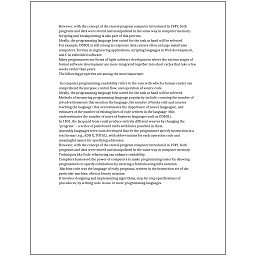 However, with the concept of the stored-program computer introduced in 1949, both
programs and data were stored and manipulated in the same way in computer memory.
Scripting and breakpointing is also part of this process.
Ideally, the programming language best suited for the task at hand will be selected.
For example, COBOL is still strong in corporate data centers often on large mainframe
computers, Fortran in engineering applications, scripting languages in Web development,
and C in embedded software.
Many programmers use forms of Agile software development where the various stages of
formal software development are more integrated together into short cycles that take a few
weeks rather than years.
The following properties are among the most important:

In computer programming, readability refers to the ease with which a human reader can
comprehend the purpose, control flow, and operation of source code.
Ideally, the programming language best suited for the task at hand will be selected.
Methods of measuring programming language popularity include: counting the number of
job advertisements that mention the language, the number of books sold and courses
teaching the language (this overestimates the importance of newer languages), and
estimates of the number of existing lines of code written in the language (this
underestimates the number of users of business languages such as COBOL).
In 1801, the Jacquard loom could produce entirely different weaves by changing the
"program" – a series of pasteboard cards with holes punched in them.
Assembly languages were soon developed that let the programmer specify instruction in a
text format (e.g., ADD X, TOTAL), with abbreviations for each operation code and
meaningful names for specifying addresses.
However, with the concept of the stored-program computer introduced in 1949, both
programs and data were stored and manipulated in the same way in computer memory.
Techniques like Code refactoring can enhance readability.
Compilers harnessed the power of computers to make programming easier by allowing
programmers to specify calculations by entering a formula using infix notation.
Machine code was the language of early programs, written in the instruction set of the
particular machine, often in binary notation.
It involves designing and implementing algorithms, step-by-step specifications of
procedures, by writing code in one or more programming languages.